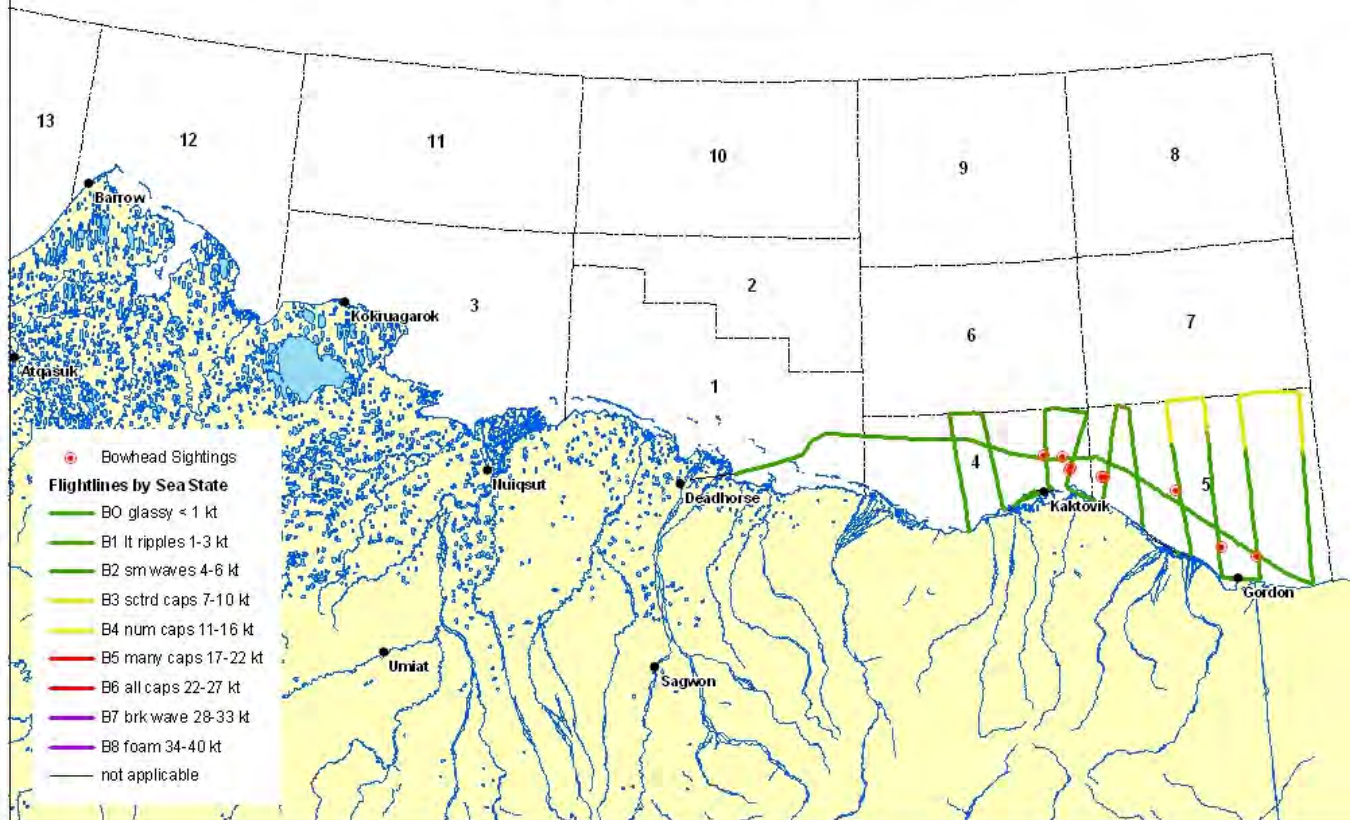 13
12
11
10
9
8
Barrow
3
2
Kokruagarok
6
7
Atqasuk
1
Bowhead Sightings
Flightlines by Sea State
BO glassy < 1 kt
B1 lt ripples 1-3 kt
B2 sm waves 4-6 kt
B3 sctrd caps 7-10 kt
B4 num caps 11-16 kt
B5 many caps 17-22 kt
B6 all caps 22-27 kt
B7 brk wave 28-33 kt
B8 foam 34-40 kt
not applicable
4
5
Nuiqsut
Deadhorse
Kaktovik
Gordon
Umiat
Sagwon